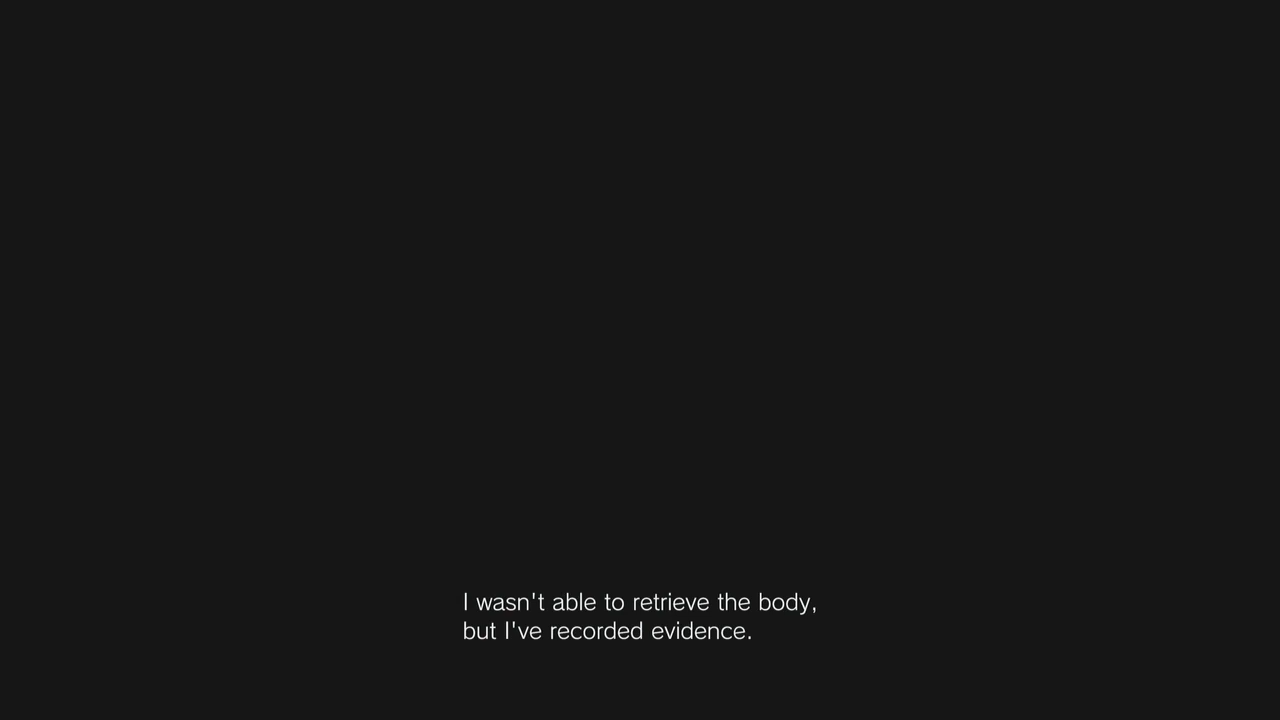 I wasn't able to retrieve the body,
but I've recorded evidence.